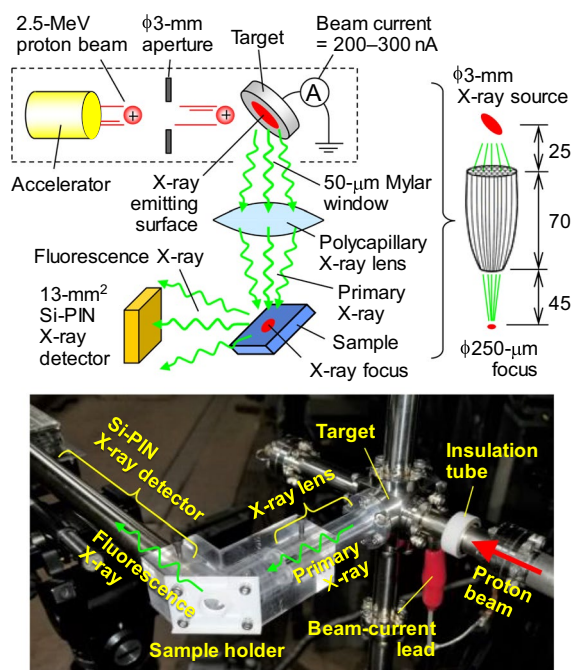 2.5-MeV
proton beam
ϕ3-mm
aperture
Target
Beam current
= 200–300 nA
A
+
+
Accelerator
X-ray
emitting
surface
50-μm Mylar
window
Polycapillary
X-ray lens
Fluorescence X-ray
13-mm²
Si-PIN
X-ray
detector
Primary
X-ray
Sample
X-ray focus
ϕ3-mm
X-ray source
25
70
45
ϕ250-μm
focus
Si-PIN
X-ray detector
X-ray lens
Target
Insulation
tube
Fluorescence
X-ray
Primary
X-ray
Proton
beam
Sample holder
Beam-current
lead